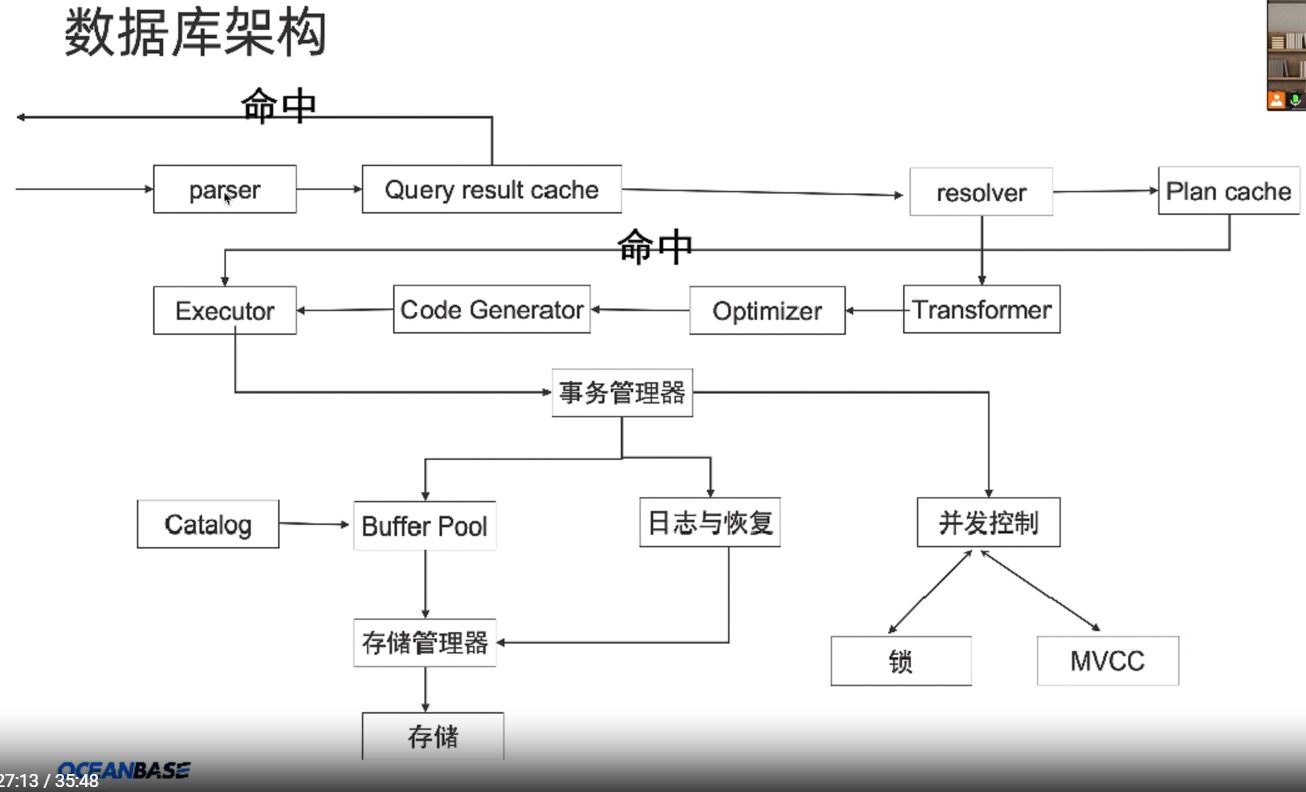 数据库架构
命中
parser
Query result cache
resolver
Plan cache
命中
Executor
Code Generator
Optimizer
Transformer
事务管理器
Catalog
Buffer Pool
日志与恢复
并发控制
存储管理器
锁
MVCC
存储
OCEANBASE
27:13 / 35:48